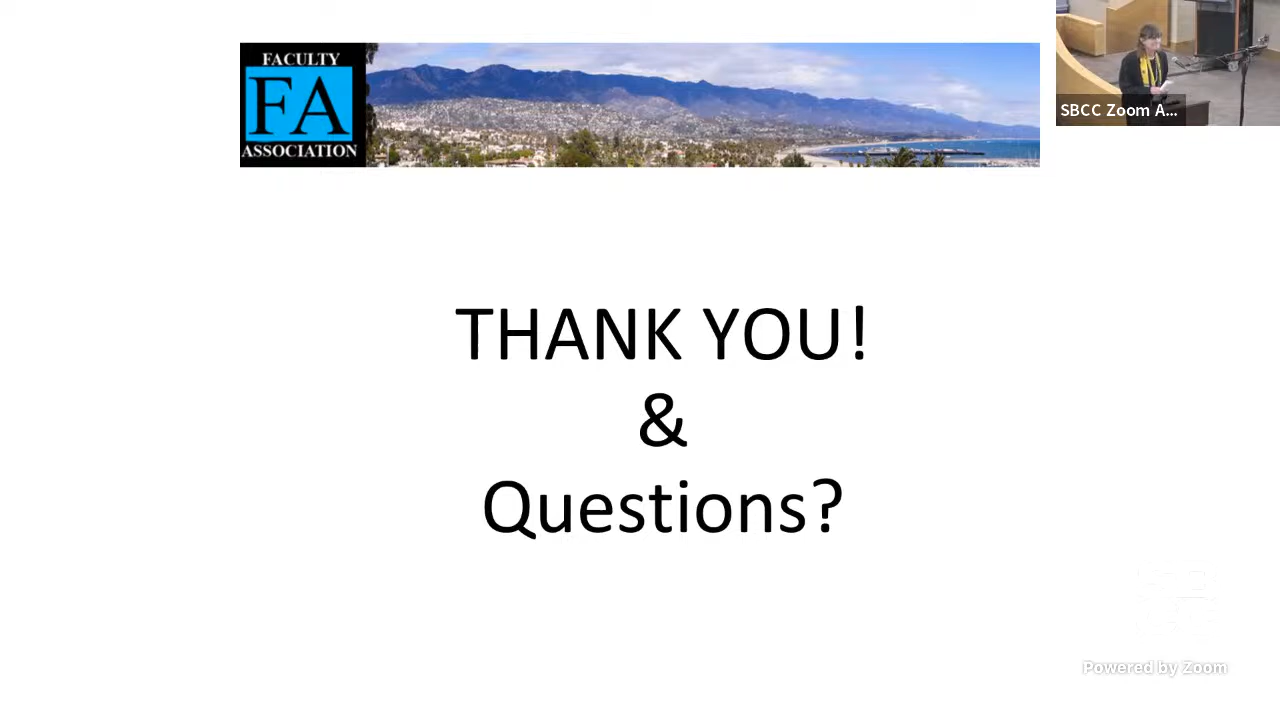 FACULTY
FA
ASSOCIATION
SBCC Zoom A...
THANK YOU!
&
Questions?
Powered by Zoom